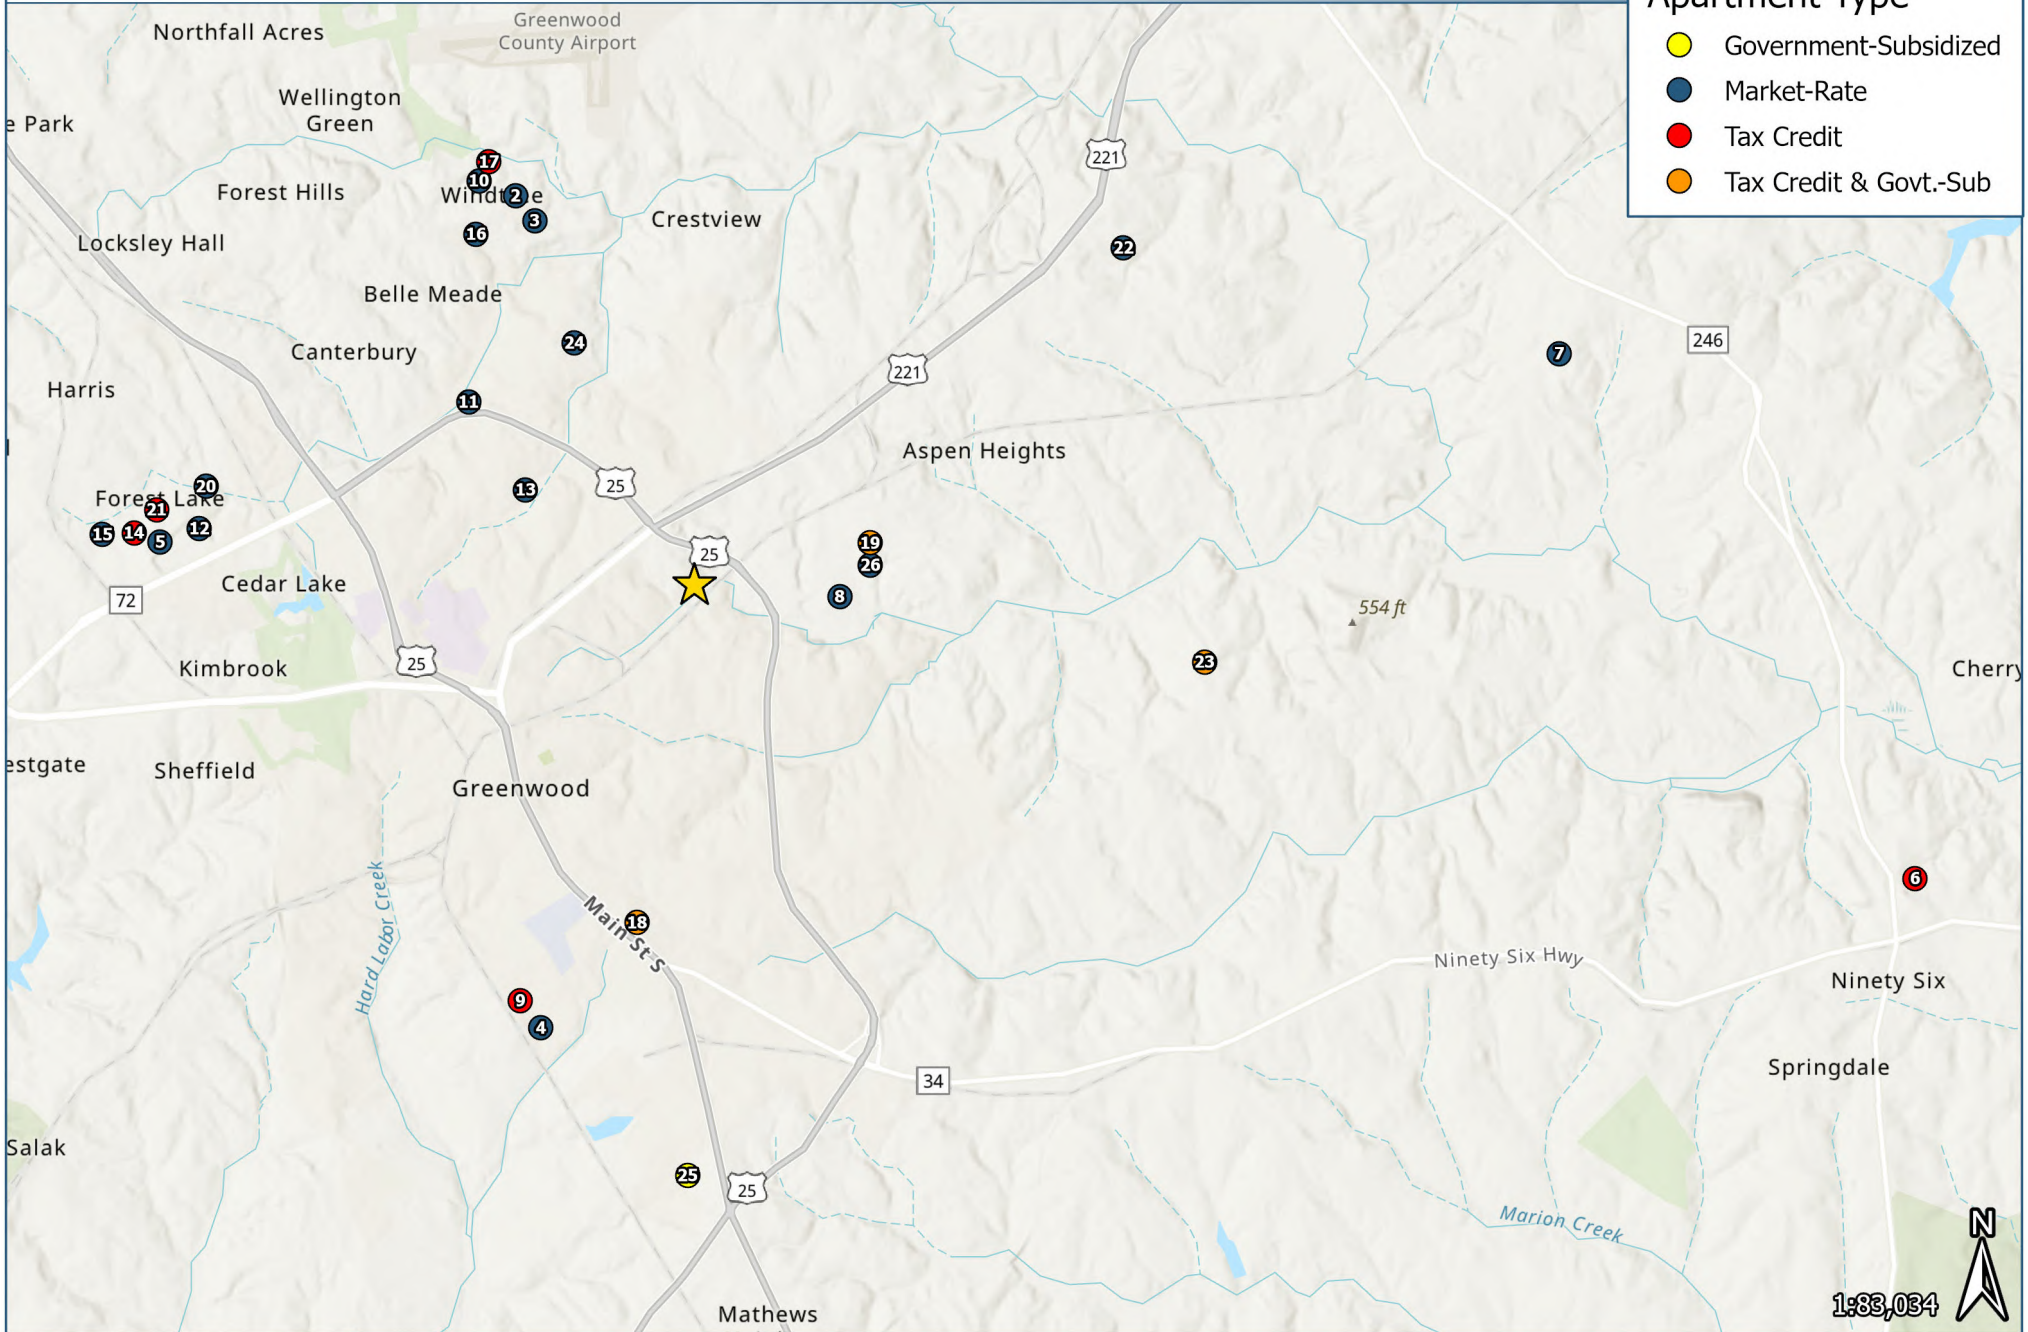 Apartment Type
Government-Subsidized
Market-Rate
Tax Credit
Tax Credit & Govt.-Sub
Northfall Acres
Greenwood
County Airport
Wellington
Green
e Park
17
10
Windt
e
2
3
16
Forest Hills
Crestview
Locksley Hall
221
22
Belle Meade
24
Canterbury
246
7
221
Harris
11
Aspen Heights
25
13
20
Forest Lake
21
15
14
5
12
19
25
26
8
Cedar Lake
72
554 ft
25
Kimbrook
23
Cherry
estgate
Sheffield
Greenwood
Hard Labor Creek
Main St S
18
6
Ninety Six Hwy
Ninety Six
9
4
34
Springdale
Salak
25
25
Marion Creek
N
1:83,034
Mathews